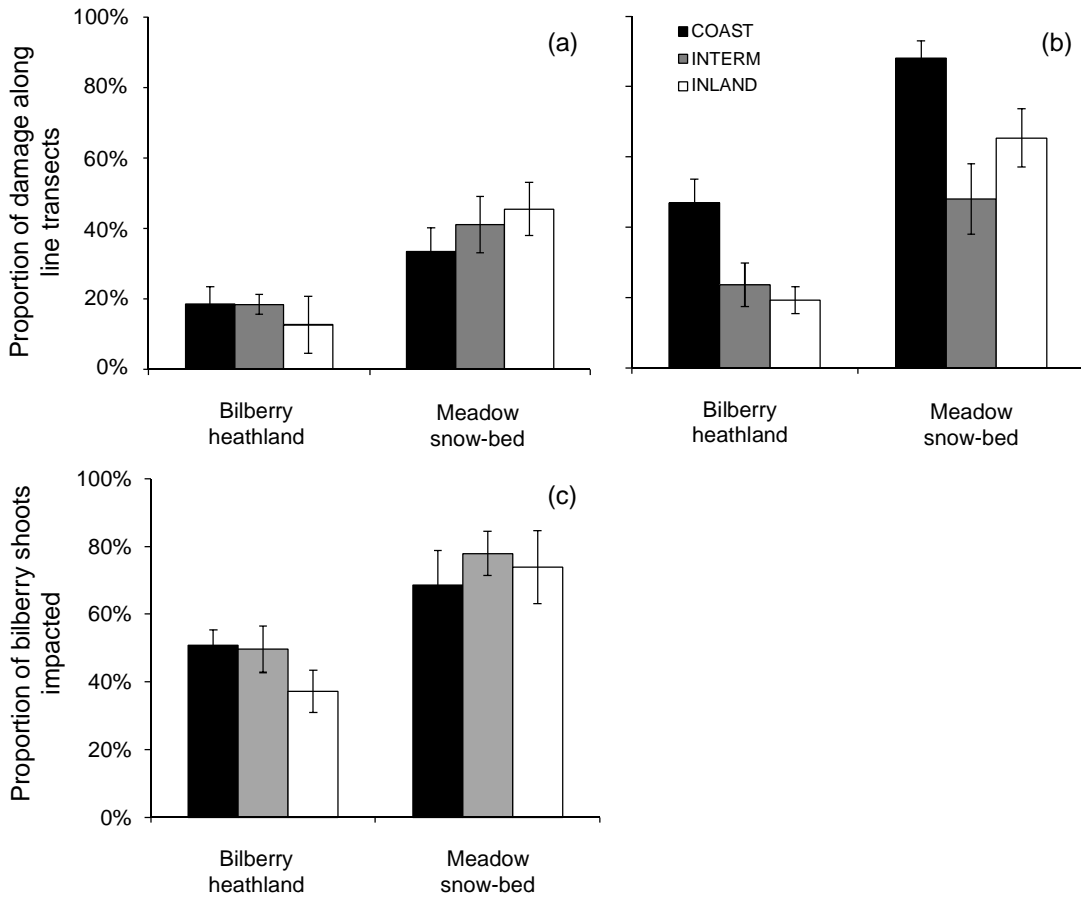 Proportion of damage along
line transects
100%
80%
60%
40%
20%
0%
(a)
Bilberry
heathland
Meadow
snow-bed
COAST
INTERM
INLAND
(b)
Bilberry
heathland
Meadow
snow-bed
Proportion of bilberry shoots
impacted
100%
80%
60%
40%
20%
0%
(c)
Bilberry
heathland
Meadow
snow-bed